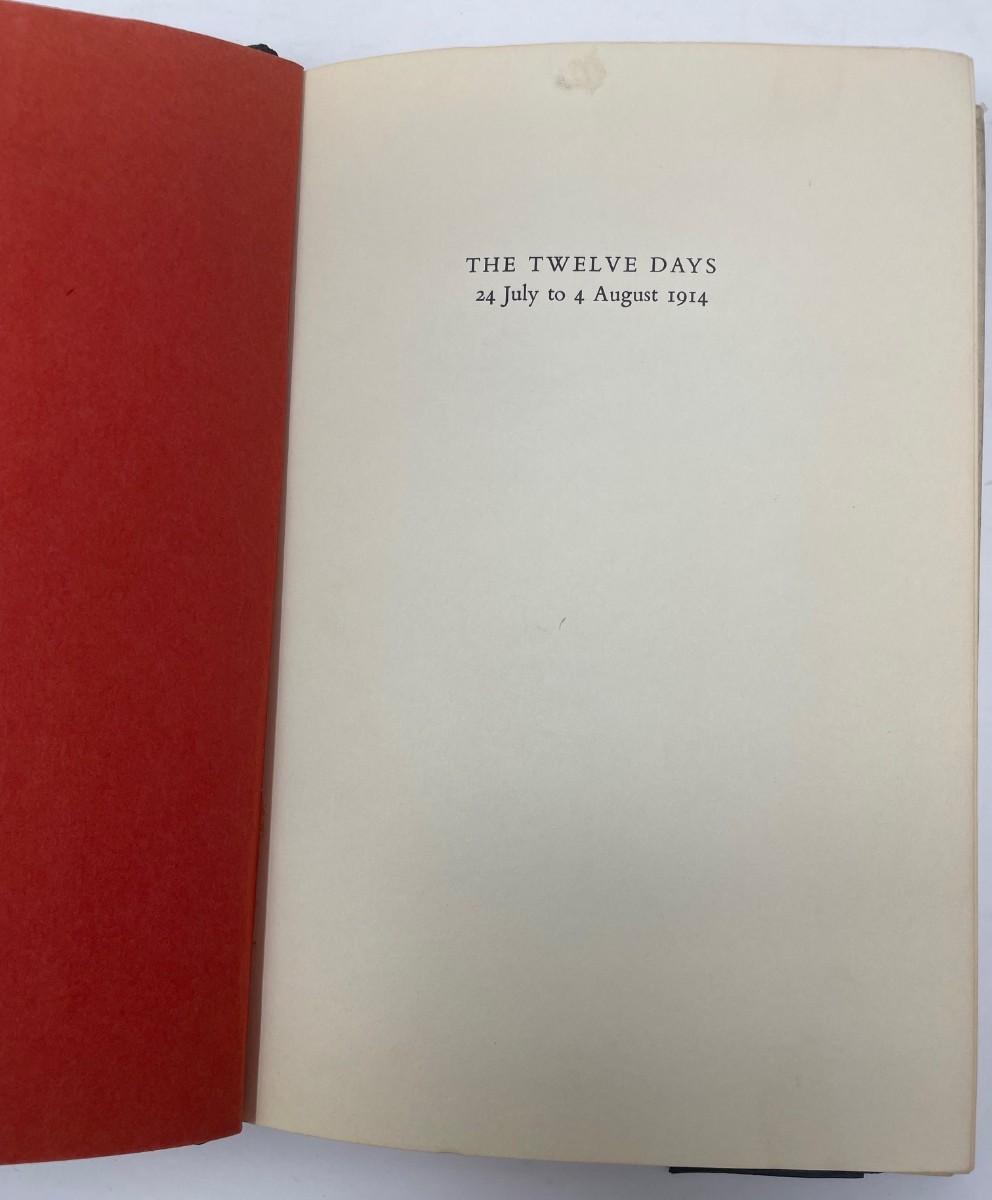 THE TWELVE DAYS
24 July to 4 August 1914